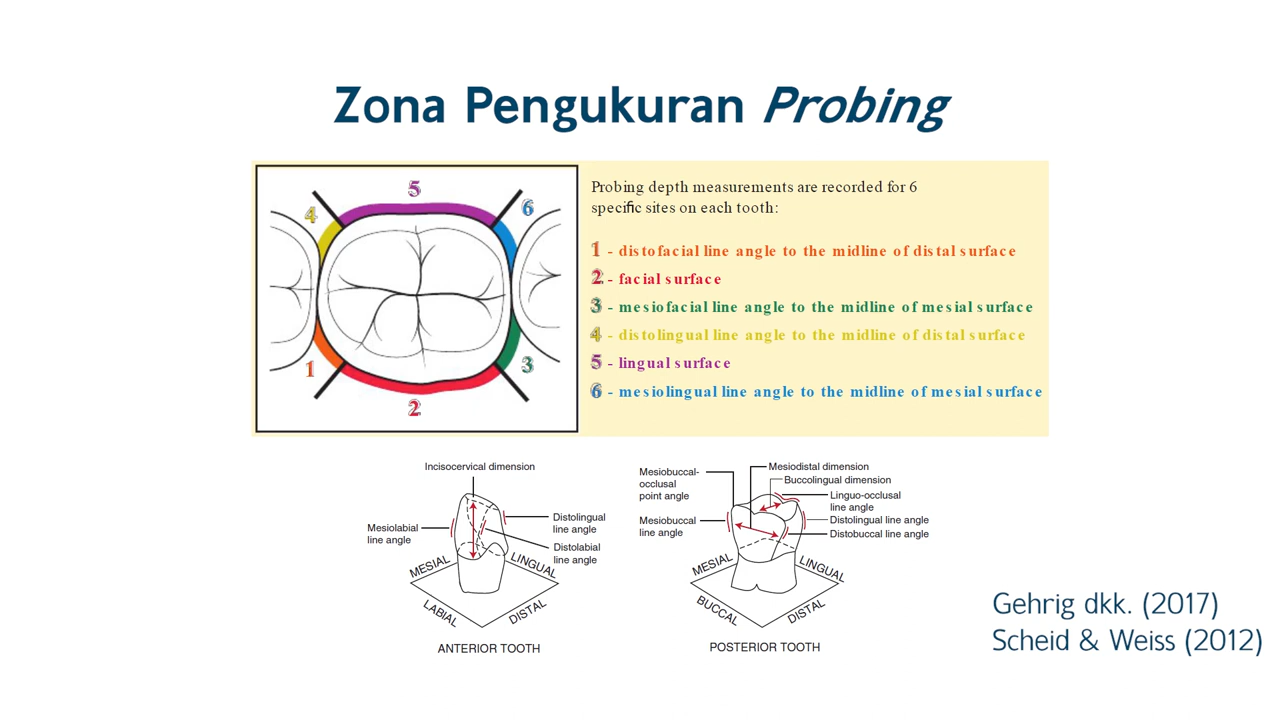 Zona Pengukuran Probing
5
4
6
1
3
2
Probing depth measurements are recorded for 6
specific sites on each tooth:
1 - distofacial line angle to the midline of distal surface
2 - facial surface
3 - mesiofacial line angle to the midline of mesial surface
4 - distolingual line angle to the midline of distal surface
5 - lingual surface
6 - mesiolingual line angle to the midline of mesial surface
Incisocervical dimension
Mesiolabial
line angle
Distolingual
line angle
Distolabial
line angle
MESIAL
LINGUAL
LABIAL
DISTAL
ANTERIOR TOOTH
Mesiobuccal-
occlusal
point angle
Mesiobuccal
line angle
Mesiodistal dimension
Buccolingual dimension
Linguo-occlusal
line angle
Distolingual line angle
Distobuccal line angle
MESIAL
LINGUAL
BUCCAL
DISTAL
POSTERIOR TOOTH
Gehrig dkk. (2017)
Scheid & Weiss (2012)